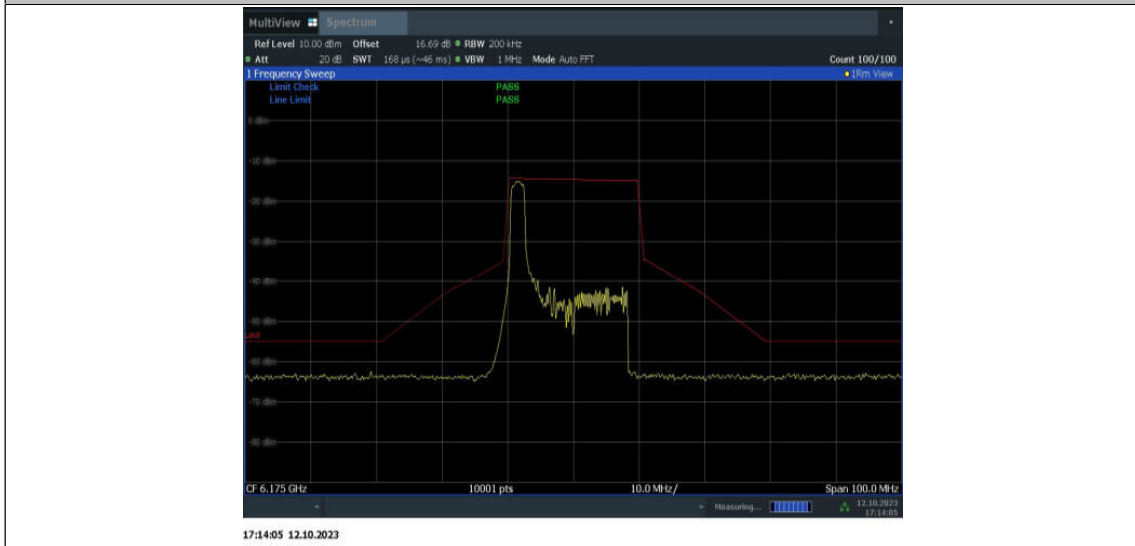 MultiView Spectrum
Ref Level 10.00 dBm Offset 16.69 dB RBW 200 kHz
Att 20 dB SWT 168 µs (~46 ms) VBW 1 MHz Mode Auto FFT Count 100/100
1 Frequency Sweep 1Rm View
Limit Check PASS
Line Limit PASS
0 dBm
-10 dBm
-20 dBm
-30 dBm
-40 dBm
-50 dBm
-60 dBm
-70 dBm
-80 dBm
CF 6.175 GHz 10001 pts 10.0 MHz/ Span 100.0 MHz
Measuring... 12.10.2023
17:14:05
17:14:05 12.10.2023